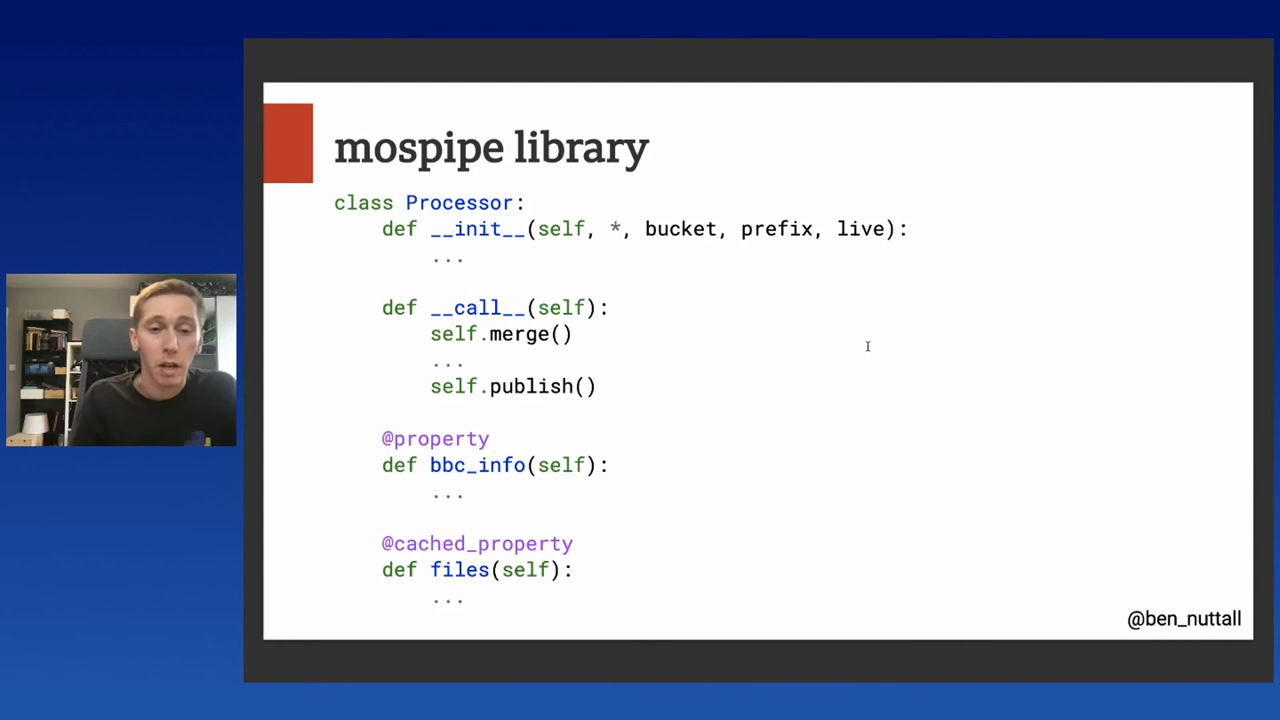 mospipe library
class Processor:
def __init__(self, *, bucket, prefix, live):
...
def __call__(self):
self.merge()
...
self.publish()
@property
def bbc_info(self):
...
@cached_property
def files(self):
...
@ben_nuttall